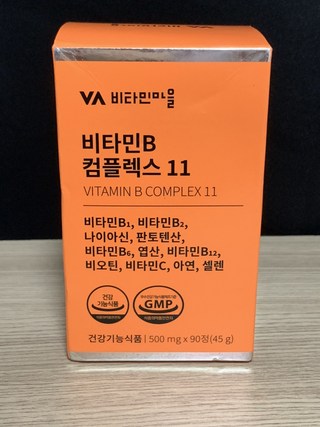 VA 비타민마을
비타민B
컴플렉스 11
VITAMIN B COMPLEX 11
비타민B₁, 비타민B₂,
나이아신, 판토텐산,
비타민B₆, 엽산, 비타민B₁₂,
비오틴, 비타민C, 아연, 셀렌
건강
기능식품
GMP
건강기능식품 | 500 mg x 90정(45 g)